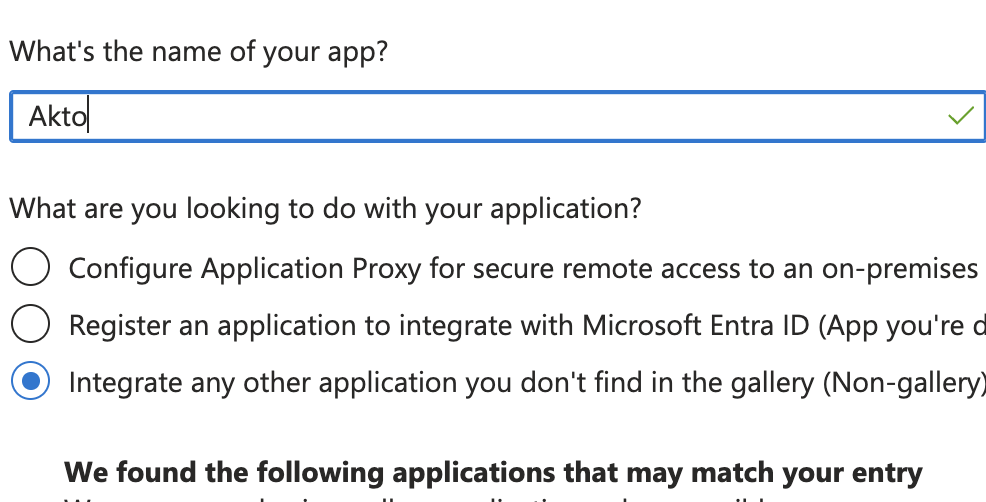 What's the name of your app?
Akto
What are you looking to do with your application?
Configure Application Proxy for secure remote access to an on-premises
Register an application to integrate with Microsoft Entra ID (App you're d
Integrate any other application you don't find in the gallery (Non-gallery)
We found the following applications that may match your entry